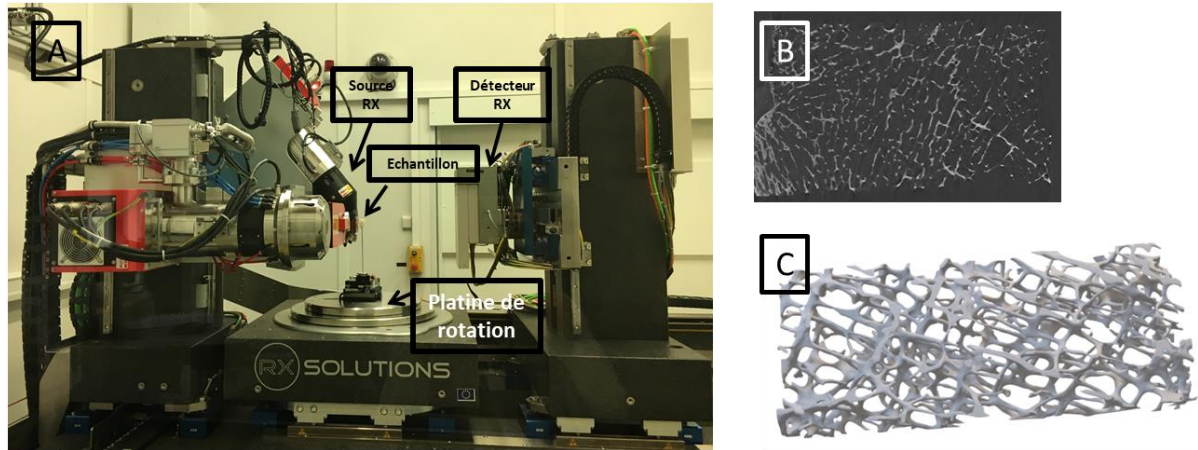 A
Source
RX
Détecteur
RX
Echantillon
Platine de
rotation
RX SOLUTIONS
B
C